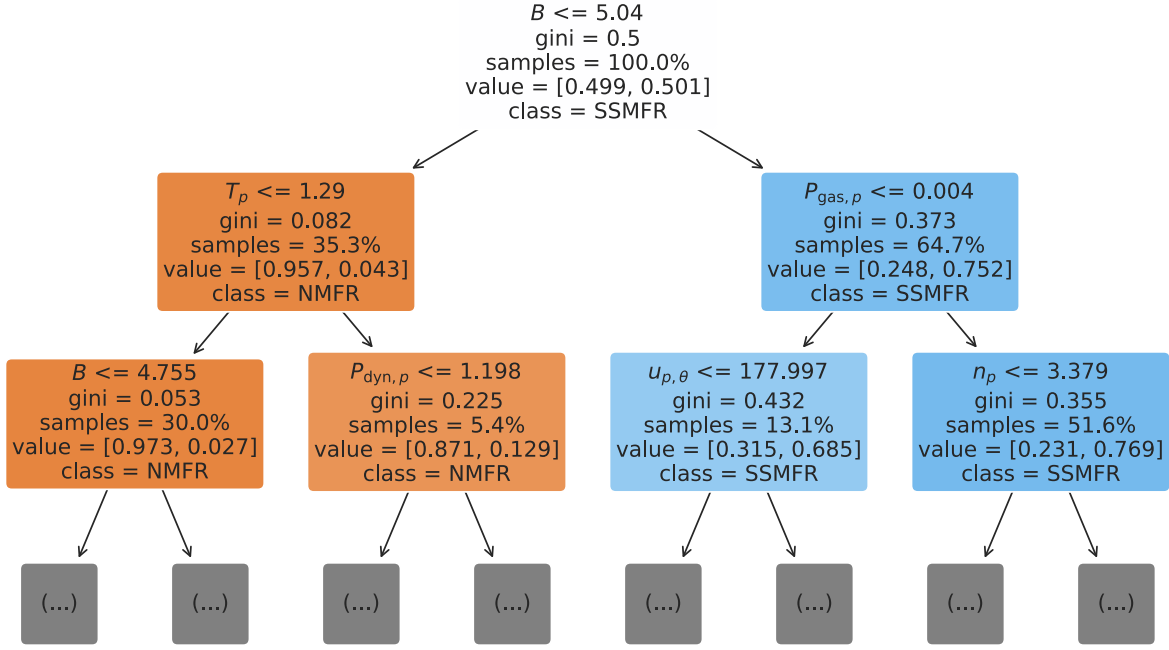 B <= 5.04
gini = 0.5
samples = 100.0%
value = [0.499, 0.501]
class = SSMFR
T_p <= 1.29
gini = 0.082
samples = 35.3%
value = [0.957, 0.043]
class = NMFR
P_gas, p <= 0.004
gini = 0.373
samples = 64.7%
value = [0.248, 0.752]
class = SSMFR
B <= 4.755
gini = 0.053
samples = 30.0%
value = [0.973, 0.027]
class = NMFR
P_dyn, p <= 1.198
gini = 0.225
samples = 5.4%
value = [0.871, 0.129]
class = NMFR
u_p, θ <= 177.997
gini = 0.432
samples = 13.1%
value = [0.315, 0.685]
class = SSMFR
n_p <= 3.379
gini = 0.355
samples = 51.6%
value = [0.231, 0.769]
class = SSMFR
(...)
(...)
(...)
(...)
(...)
(...)
(...)
(...)